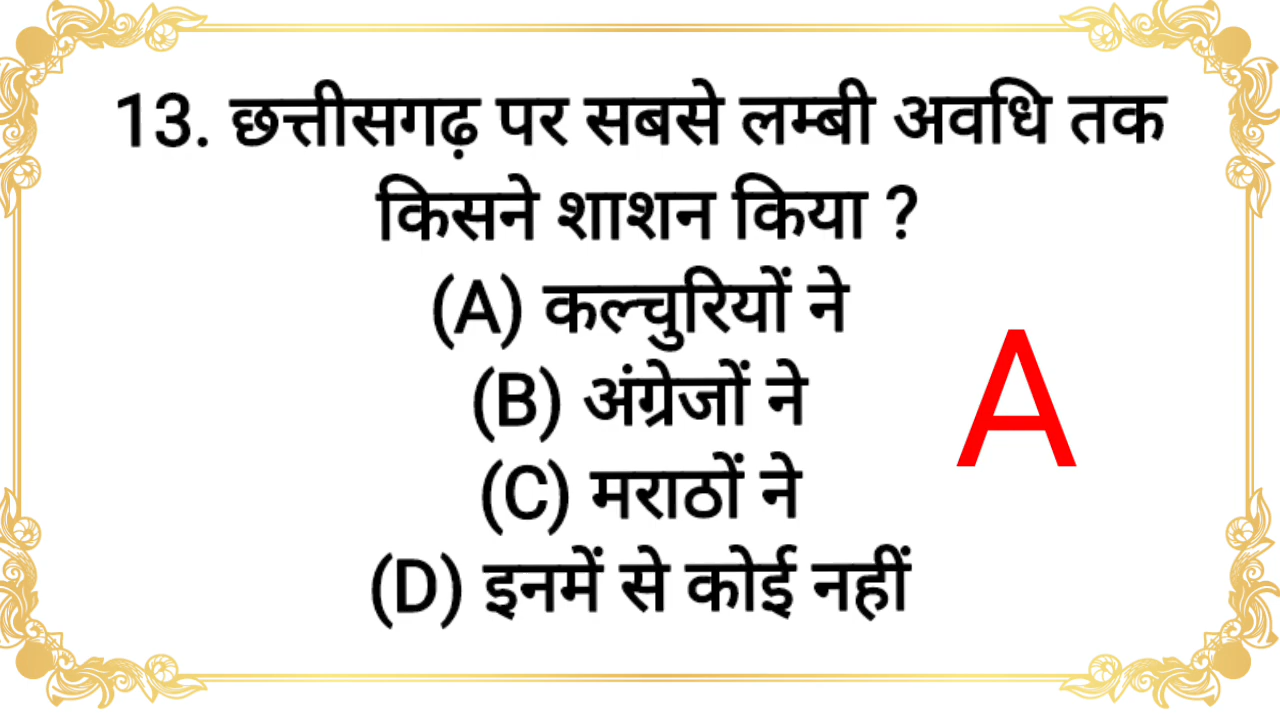 13. छत्तीसगढ़ पर सबसे लम्बी अवधि तक
किसने शाशन किया ?
(A) कल्चुरियों ने
(B) अंग्रेजों ने
(C) मराठों ने
(D) इनमें से कोई नहीं
A